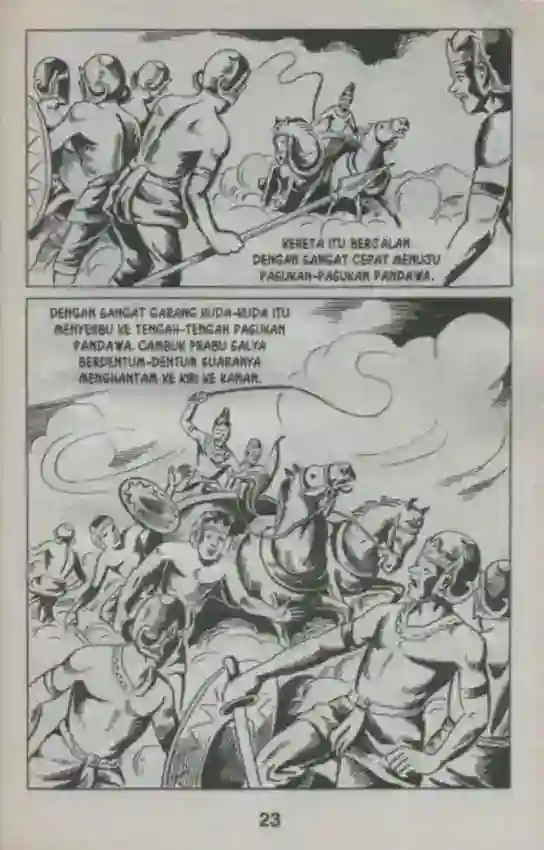 KERETA ITU BERJALAN
DENGAN SANGAT CEPAT MENUJU
PASUKAN-PASUKAN PANDAWA.
DENGAN SANGAT GARANG KUDA-KUDA ITU
MENYERBU KE TENGAH-TENGAH PASUKAN
PANDAWA. CAMBUK PRABU SALYA
BERDENTUM-DENTUM SUARANYA
MENGHANTAM KE KIRI KE KANAN.
23